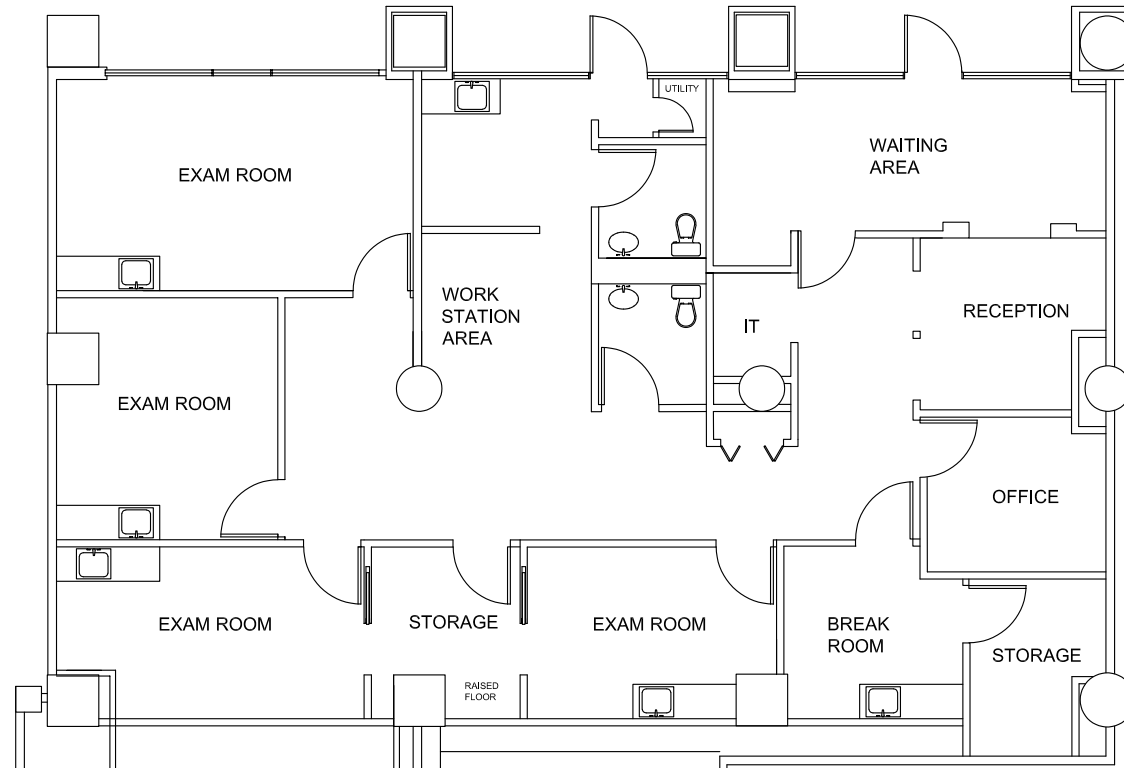 UTILITY
WAITING
AREA
EXAM ROOM
WORK
STATION
AREA
IT
RECEPTION
EXAM ROOM
OFFICE
EXAM ROOM
STORAGE
EXAM ROOM
BREAK
ROOM
STORAGE
RAISED
FLOOR